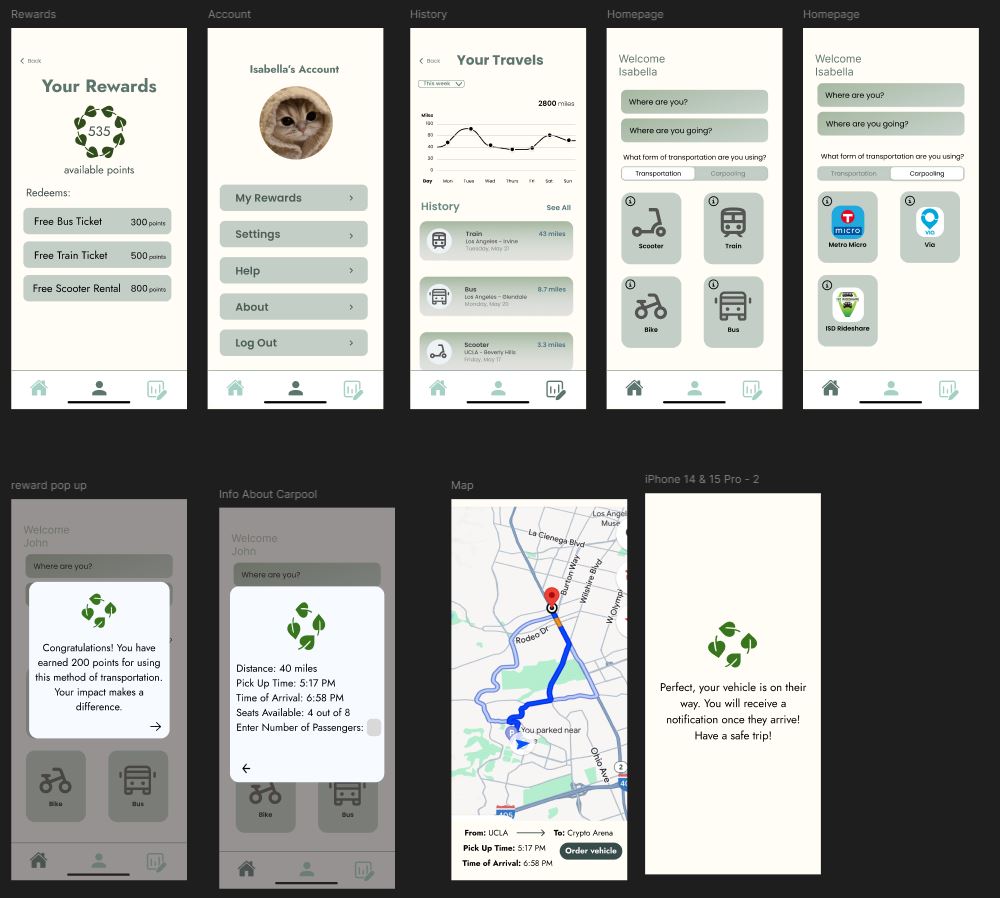 Rewards
Back
Your Rewards
535
available points
Redeems:
Free Bus Ticket 300 points
Free Train Ticket 500 points
Free Scooter Rental 800 points
Account
Isabella's Account
My Rewards
Settings
Help
About
Log Out
History
Back
Your Travels
This week
2800 miles
Miles
160
80
40
30
0
Day Mon Tues Wed Thurs Fri Sat Sun
History
See All
Train
43 miles
Los Angeles - Irvine
Tuesday, May 21
Bus
8.7 miles
Los Angeles - Glendale
Monday, May 20
Scooter
3.3 miles
UCLA - Beverly Hills
Friday, May 17
Homepage
Welcome
Isabella
Where are you?
Where are you going?
What form of transportation are you using?
Transportation
Carpooling
Scooter
Train
Bike
Bus
Homepage
Welcome
Isabella
Where are you?
Where are you going?
What form of transportation are you using?
Transportation
Carpooling
micro
Metro Micro
via
Via
ISD Rideshare
reward pop up
Welcome
John
Where are you?
Congratulations! You have
earned 200 points for using
this method of transportation.
Your impact makes a
difference.
Bike
Bus
Info About Carpool
Welcome
John
Where are you?
Distance: 40 miles
Pick Up Time: 5:17 PM
Time of Arrival: 6:58 PM
Seats Available: 4 out of 8
Enter Number of Passengers:
Bike
Bus
Map
Los Angel
Muse
La Cienega Blvd
Burton Way
Wilshire Blvd
W Olympi
Rodeo Dr
P
You parked near
3
Ohio Ave
2
405
From: UCLA
To: Crypto Arena
Pick Up Time: 5:17 PM
Order vehicle
Time of Arrival: 6:58 PM
iPhone 14 & 15 Pro - 2
Perfect, your vehicle is on their
way. You will receive a
notification once they arrive!
Have a safe trip!